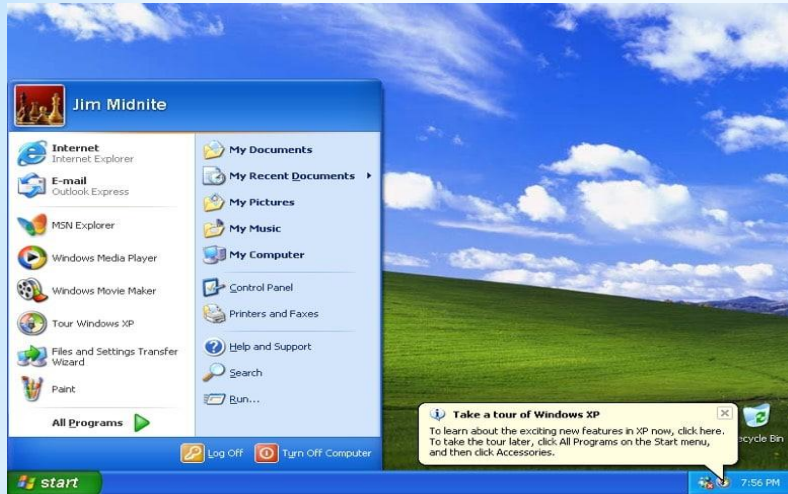 Jim Midnite
Internet
Internet Explorer
E-mail
Outlook Express
MSN Explorer
Windows Media Player
Windows Movie Maker
Tour Windows XP
Files and Settings Transfer
Wizard
Paint
All Programs
My Documents
My Recent Documents
My Pictures
My Music
My Computer
Control Panel
Printers and Faxes
Help and Support
Search
Run...
Log Off
Turn Off Computer
Take a tour of Windows XP
To learn about the exciting new features in XP now, click here.
To take the tour later, click All Programs on the Start menu,
and then click Accessories.
ecycle Bin
start
7:56 PM